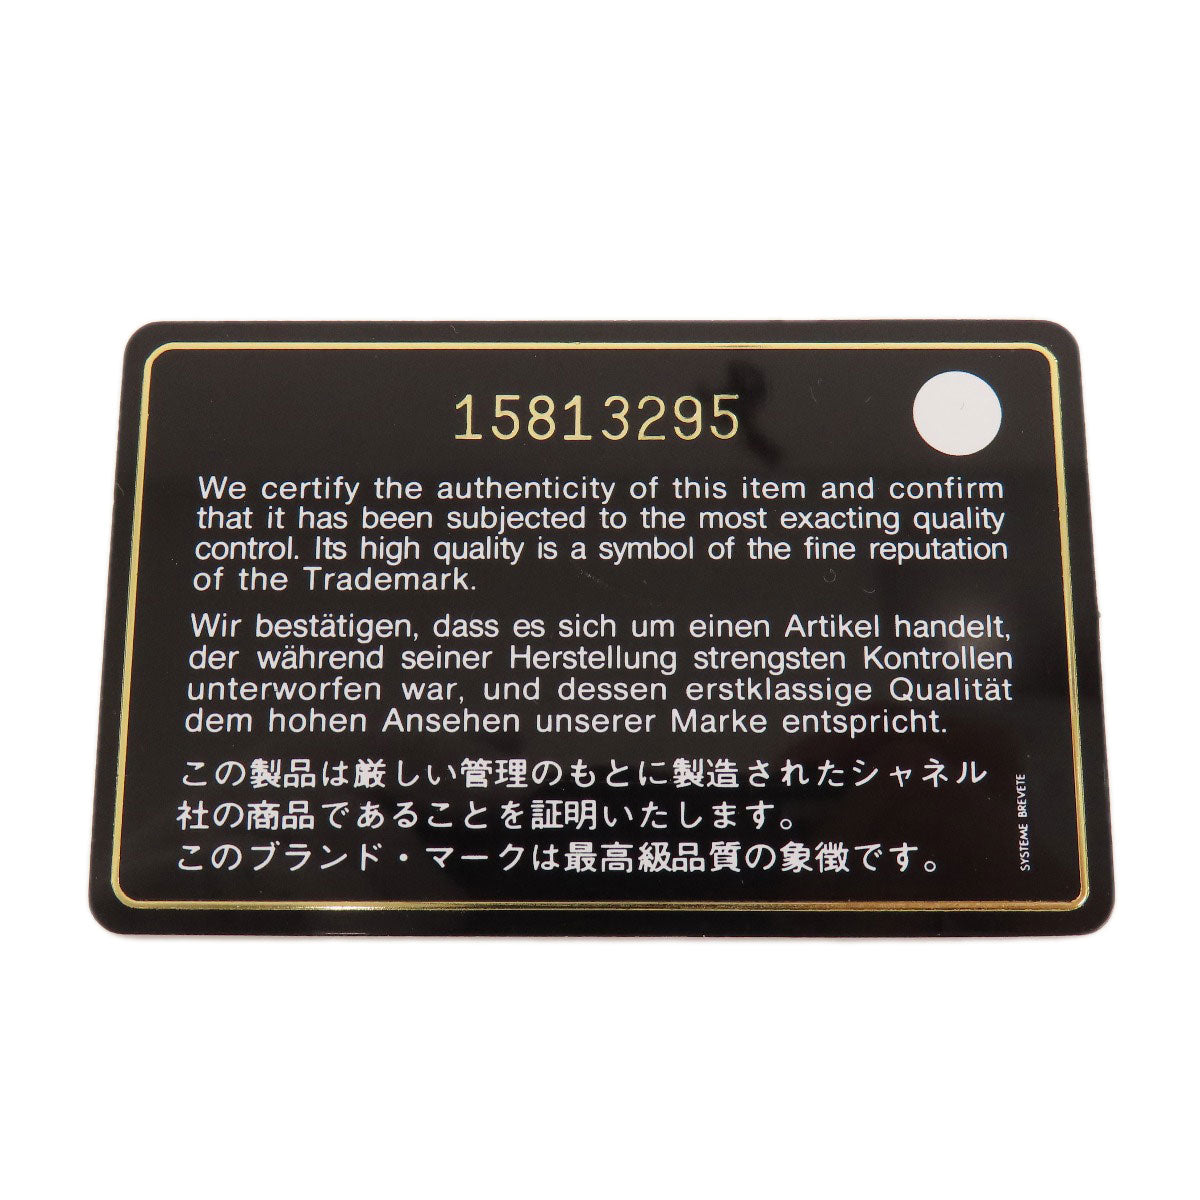 15813295
We certify the authenticity of this item and confirm
that it has been subjected to the most exacting quality
control. Its high quality is a symbol of the fine reputation
of the Trademark.
Wir bestätigen, dass es sich um einen Artikel handelt,
der während seiner Herstellung strengsten Kontrollen
unterworfen war, und dessen erstklassige Qualität
dem hohen Ansehen unserer Marke entspricht.
この製品は厳しい管理のもとに製造されたシャネル
社の商品であることを証明いたします。
このブランド・マークは最高級品質の象徴です。
SYSTEME BREVETE